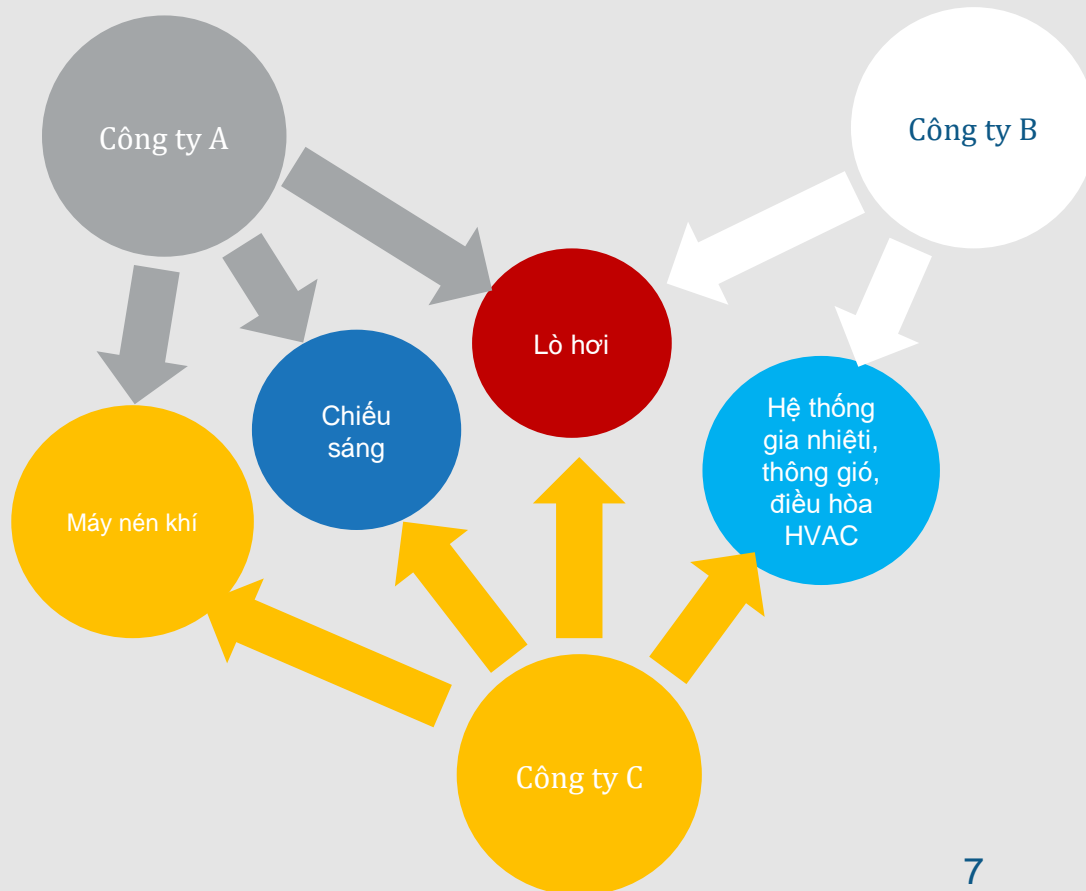 Công ty A
Công ty B
Lò hơi
Chiếu
sáng
Hệ thống
gia nhiệti,
thông gió,
điều hòa
HVAC
Máy nén khí
Công ty C
7